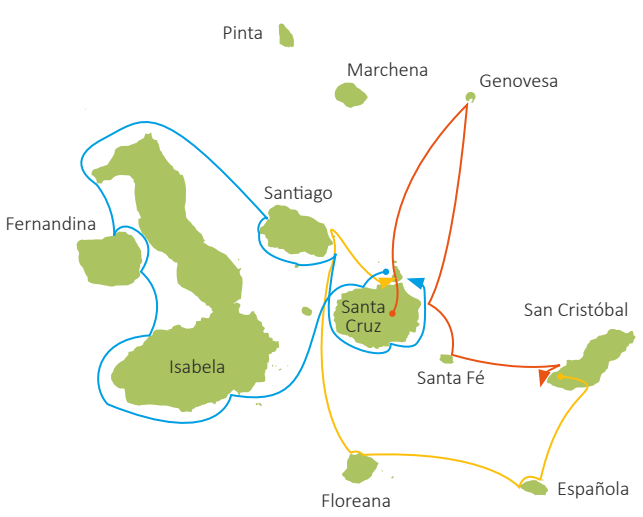 Pinta
Marchena
Genovesa
Santiago
Fernandina
Santa
Cruz
San Cristóbal
Isabela
Santa Fé
Española
Floreana